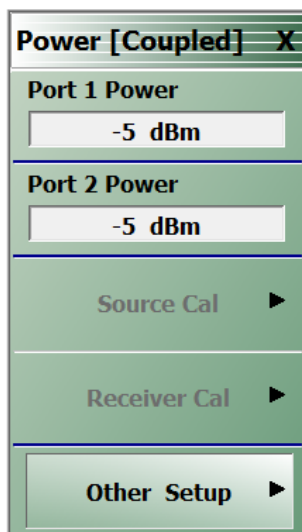 Power [Coupled] X
Port 1 Power
-5 dBm
Port 2 Power
-5 dBm
Source Cal
Receiver Cal
Other Setup